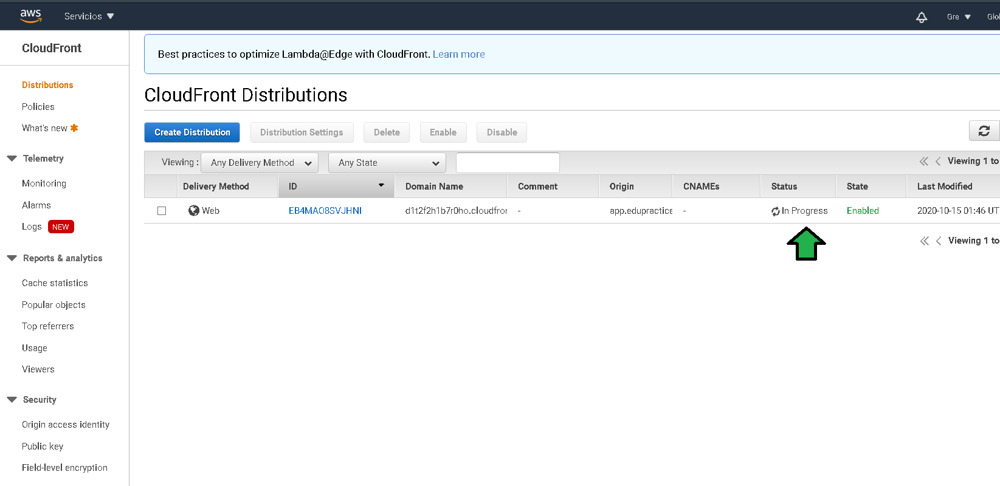 aws Servicios Gre
CloudFront
Distributions
Policies
What's new
Telemetry
Monitoring
Alarms
Logs NEW
Reports & analytics
Cache statistics
Popular objects
Top referrers
Usage
Viewers
Security
Origin access identity
Public key
Field-level encryption
Best practices to optimize Lambda@Edge with CloudFront. Learn more
CloudFront Distributions
Create Distribution Distribution Settings Delete Enable Disable
Viewing : Any Delivery Method Any State Viewing 1 to
Delivery Method ID Domain Name Comment Origin CNAMEs Status State Last Modified
Web EB4MAO8SVJHNI d1t2f2h1b7r0ho.cloudfror - app.edupractice - In Progress Enabled 2020-10-15 01:46 UT
Viewing 1 to